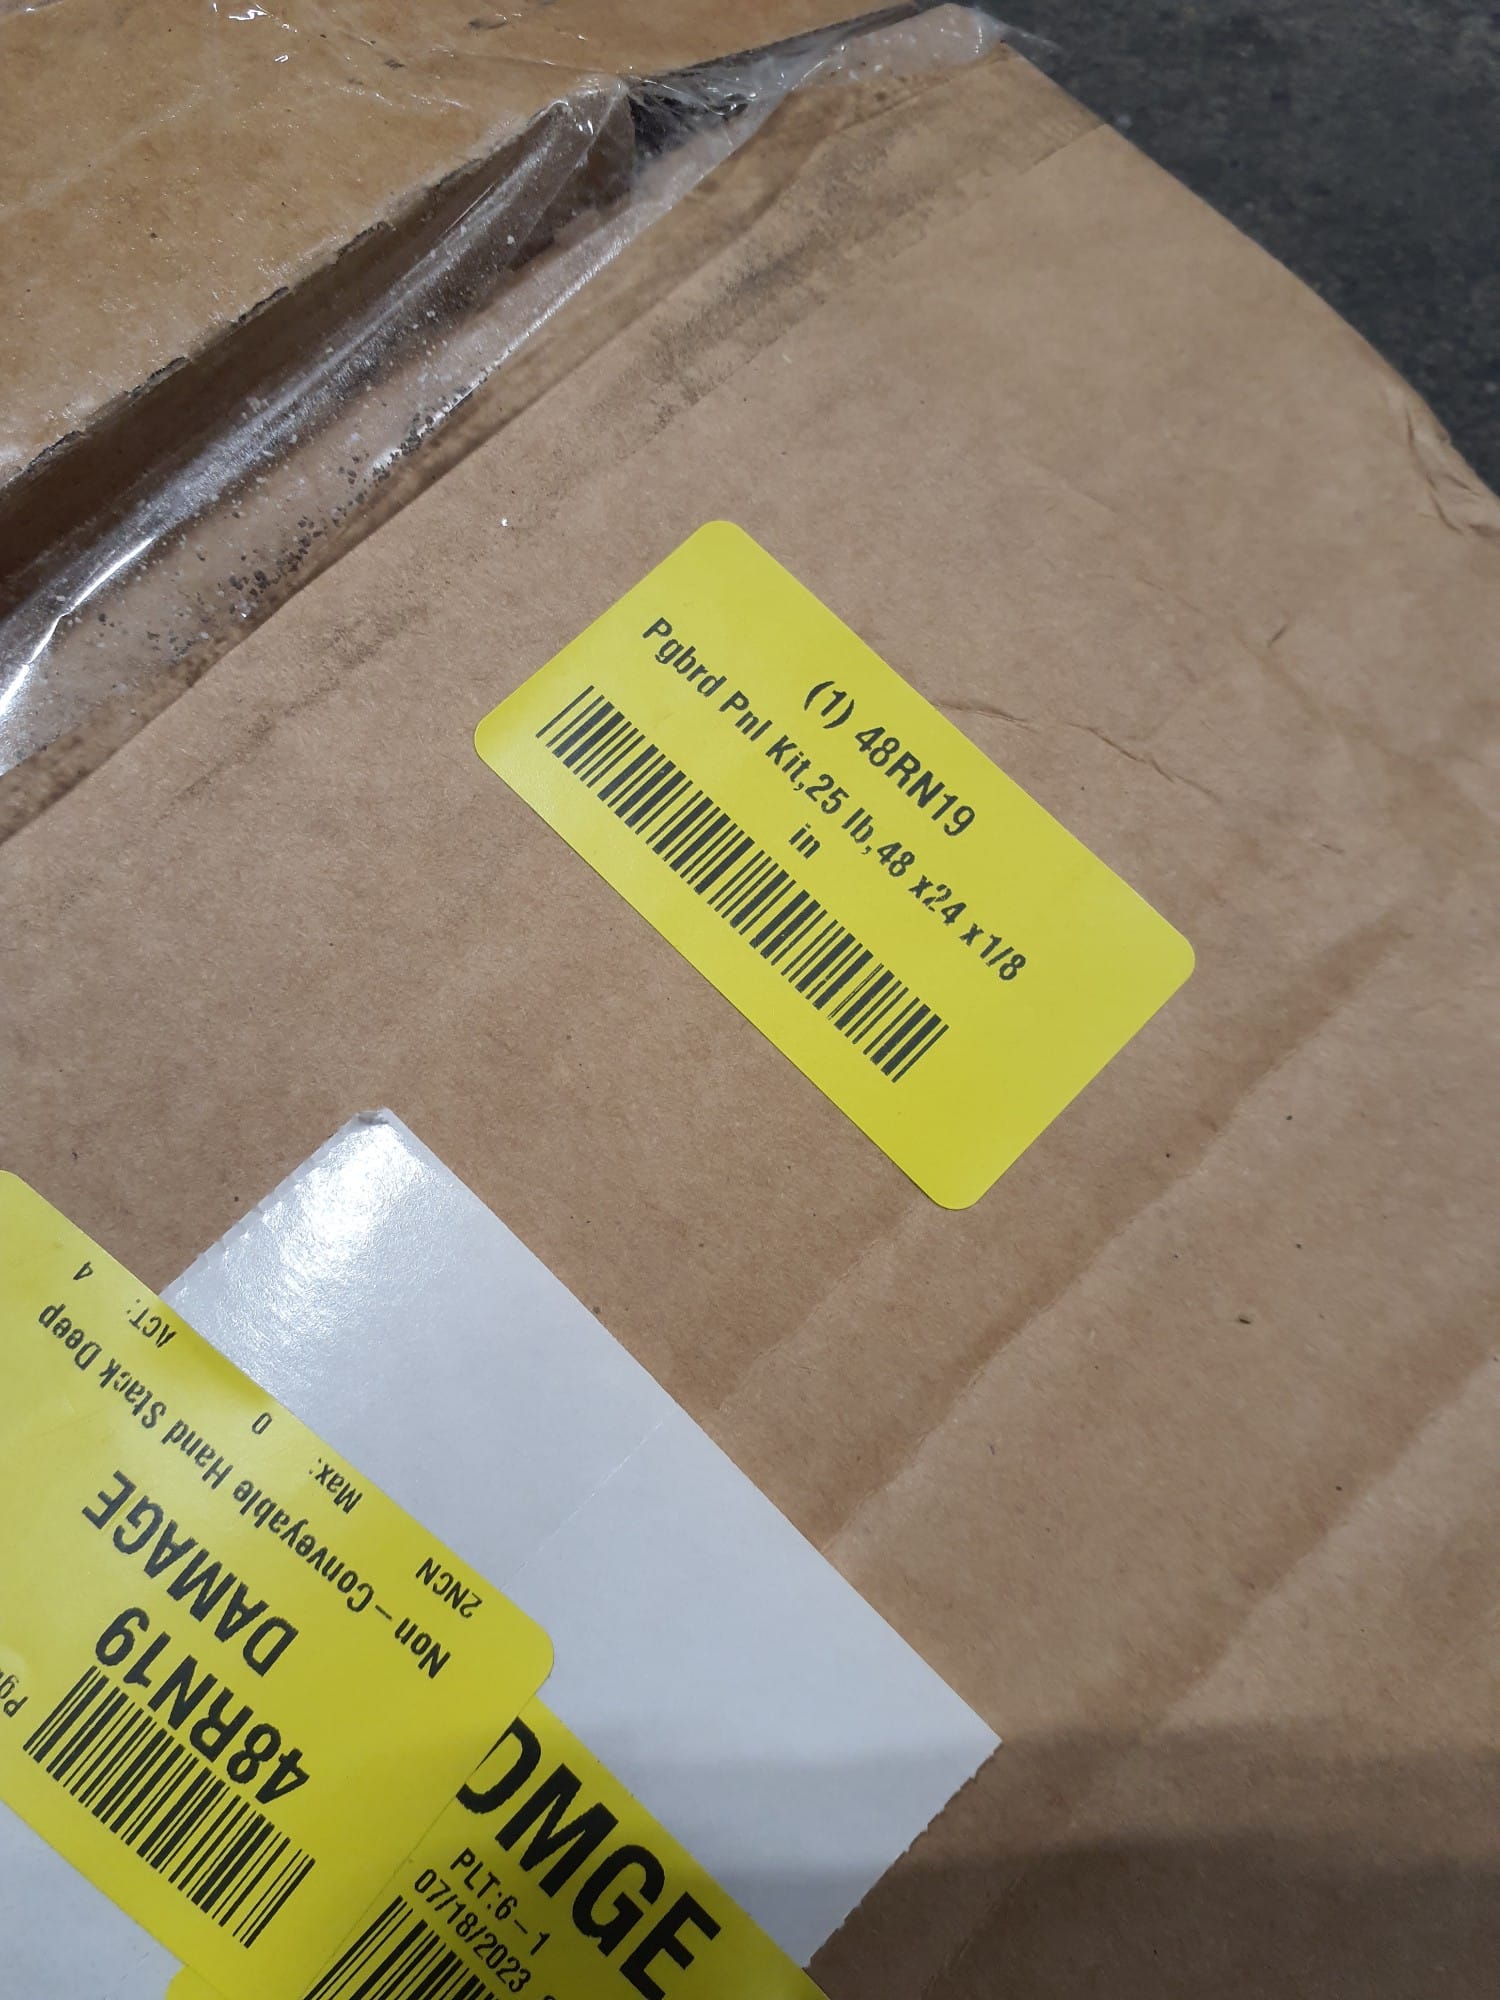 (1) 48RN19
Pgbrd Pnl Kit,25 lb,48 x24 x 1/8
in
48RN19
DAMAGE
Non-Conveyable Hand Stack Deep
2NCN
Max: 0
ACT: 4
DMGE
PLT:6-1
07/18/2023